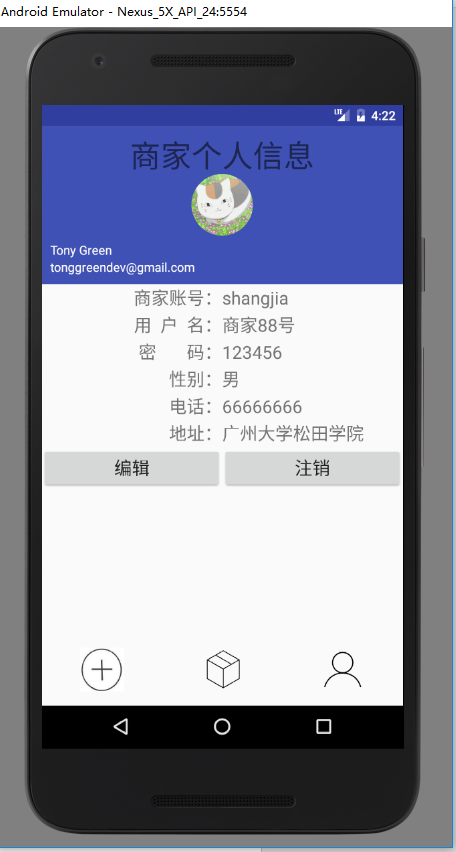 Android Emulator - Nexus_5X_API_24:5554
LTE 4:22
商家个人信息
Tony Green
tonggreendev@gmail.com
商家账号：shangjia
用 户 名：商家88号
密 码：123456
性别：男
电话：66666666
地址：广州大学松田学院
编辑 注销